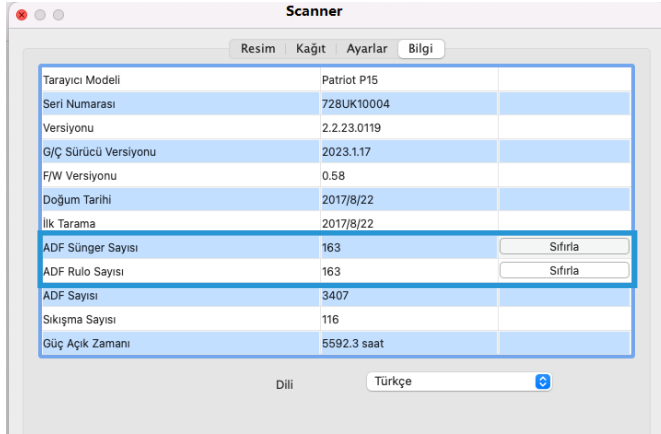 Scanner
Resim Kağıt Ayarlar Bilgi
Tarayıcı Modeli Patriot P15
Seri Numarası 728UK10004
Versiyonu 2.2.23.0119
G/Ç Sürücü Versiyonu 2023.1.17
F/W Versiyonu 0.58
Doğum Tarihi 2017/8/22
İlk Tarama 2017/8/22
ADF Sünger Sayısı 163 Sıfırla
ADF Rulo Sayısı 163 Sıfırla
ADF Sayısı 3407
Sıkışma Sayısı 116
Güç Açık Zamanı 5592.3 saat
Dili Türkçe